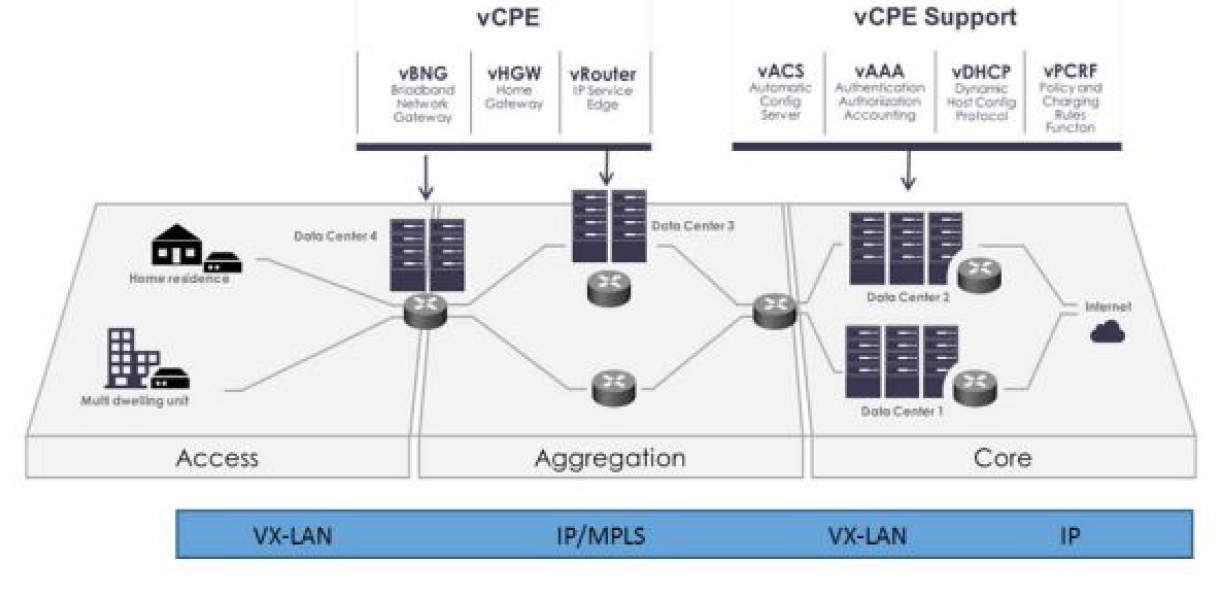 vCPE
vCPE Support
vBNG
Broadband
Network
Gateway
vHGW
Home
Gateway
vRouter
IP Service
Edge
vACS
Automatic
Config
Server
vAAA
Authentication
Authorization
Accounting
vDHCP
Dynamic
Host Config
Protocol
vPCRF
Policy and
Charging
Rules
Functon
Data Center 4
Data Center 3
Home residence
Data Center 2
Internet
Multi dwelling unit
Data Center 1
Access
Aggregation
Core
VX-LAN
IP/MPLS
VX-LAN
IP